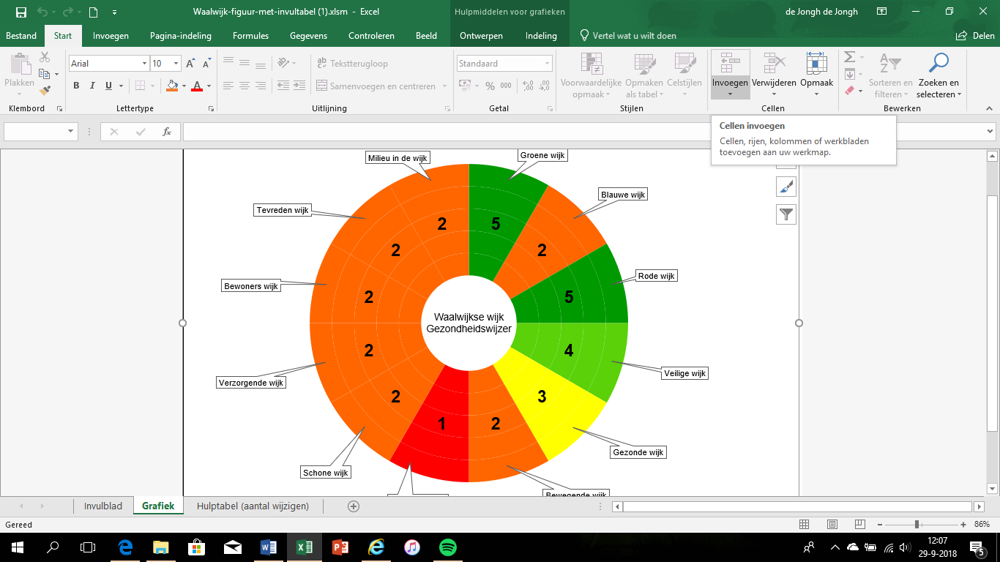 Waalwijk-figuur-met-invultabel (1).xlsm - Excel
Hulpmiddelen voor grafieken
de Jongh de Jongh
Bestand Start Invoegen Pagina-indeling Formules Gegevens Controleren Beeld Ontwerpen Indeling Vertel wat u wilt doen Delen
Plakken
Klembord
Arial 10
B I U
Lettertype
ab Tekstterugloop
Samenvoegen en centreren
Uitlijning
Standaard
% 000
Getal
Voorwaardelijke opmaak
Opmaken als tabel
Celstijlen
Stijlen
Invoegen Verwijderen Opmaak
Cellen
Sorteren en filteren
Zoeken en selecteren
Bewerken
fx
Cellen invoegen
Cellen, rijen, kolommen of werkbladen
toevoegen aan uw werkmap.
Milieu in de wijk
Groene wijk
Blauwe wijk
Tevreden wijk
Rode wijk
Bewoners wijk
Veilige wijk
Verzorgende wijk
Gezonde wijk
Schone wijk
Bewegende wijk
2 5
2 2
2 5
Waalwijkse wijk
Gezondheidswijzer
2 4
2 3
1 2
Invulblad Grafiek Hulptabel (aantal wijzigen)
Gereed
86%
12:07
29-9-2018
5